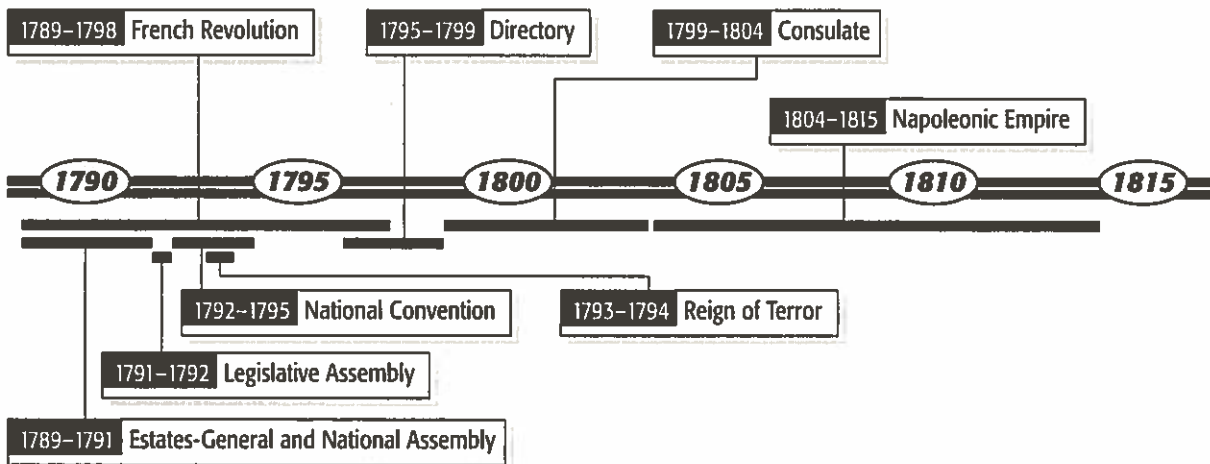 1789–1798 French Revolution
1795–1799 Directory
1799–1804 Consulate
1804–1815 Napoleonic Empire
1790 1795 1800 1805 1810 1815
1792–1795 National Convention
1793–1794 Reign of Terror
1791–1792 Legislative Assembly
1789–1791 Estates-General and National Assembly